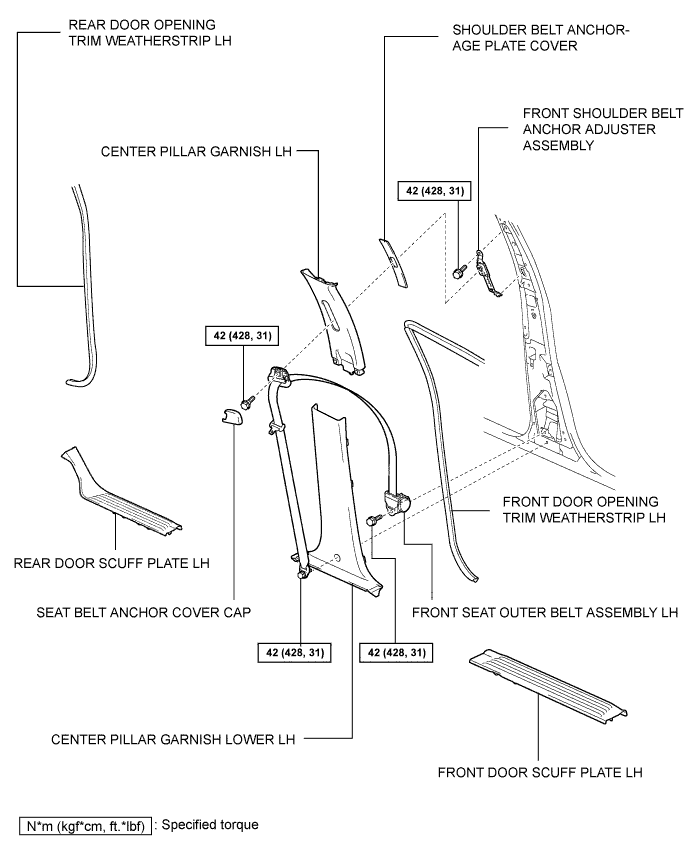 REAR DOOR OPENING
TRIM WEATHERSTRIP LH
SHOULDER BELT ANCHOR-
AGE PLATE COVER
FRONT SHOULDER BELT
ANCHOR ADJUSTER
ASSEMBLY
CENTER PILLAR GARNISH LH
42 (428, 31)
42 (428, 31)
FRONT DOOR OPENING
TRIM WEATHERSTRIP LH
REAR DOOR SCUFF PLATE LH
SEAT BELT ANCHOR COVER CAP
FRONT SEAT OUTER BELT ASSEMBLY LH
42 (428, 31)
42 (428, 31)
CENTER PILLAR GARNISH LOWER LH
FRONT DOOR SCUFF PLATE LH
N*m (kgf*cm, ft.*lbf) : Specified torque